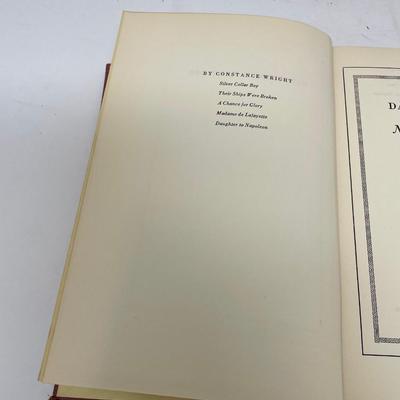 BY CONSTANCE WRIGHT
Silver Collar Boy
Their Ships Were Broken
A Chance for Glory
Madame de Lafayette
Daughter to Napoleon
DA
N